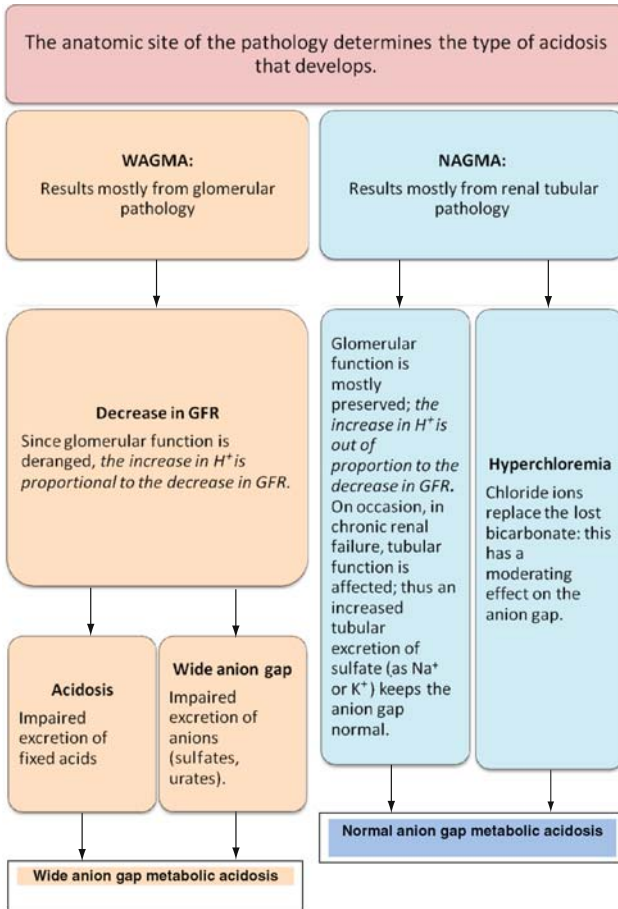 The anatomic site of the pathology determines the type of acidosis
that develops.
WAGMA:
Results mostly from glomerular
pathology
NAGMA:
Results mostly from renal tubular
pathology
Decrease in GFR
Since glomerular function is
deranged, the increase in H⁺ is
proportional to the decrease in GFR.
Glomerular
function is
mostly
preserved; the
increase in H⁺ is
out of
proportion to the
decrease in GFR.
On occasion, in
chronic renal
failure, tubular
function is
affected; thus an
increased
tubular
excretion of
sulfate (as Na⁺
or K⁺) keeps the
anion gap
normal.
Hyperchloremia
Chloride ions
replace the lost
bicarbonate: this
has a
moderating
effect on the
anion gap.
Acidosis
Impaired
excretion of
fixed acids
Wide anion gap
Impaired
excretion of
anions
(sulfates,
urates).
Normal anion gap metabolic acidosis
Wide anion gap metabolic acidosis